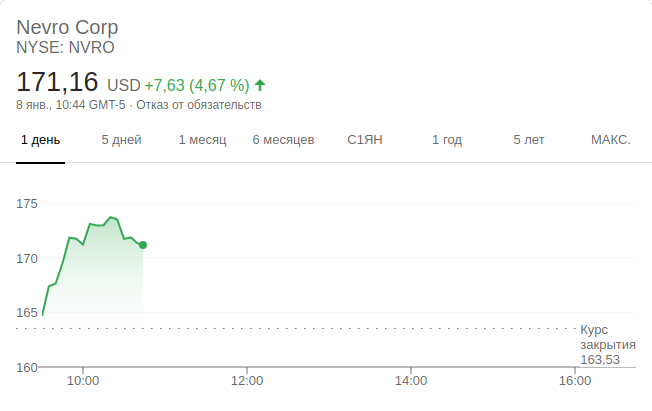 Nevro Corp
NYSE: NVRO
171,16 USD +7,63 (4,67 %)
8 янв., 10:44 GMT-5 · Отказ от обязательств
1 день 5 дней 1 месяц 6 месяцев С1ЯН 1 год 5 лет МАКС.
175
170
165
Курс
закрытия
163,53
160
10:00 12:00 14:00 16:00